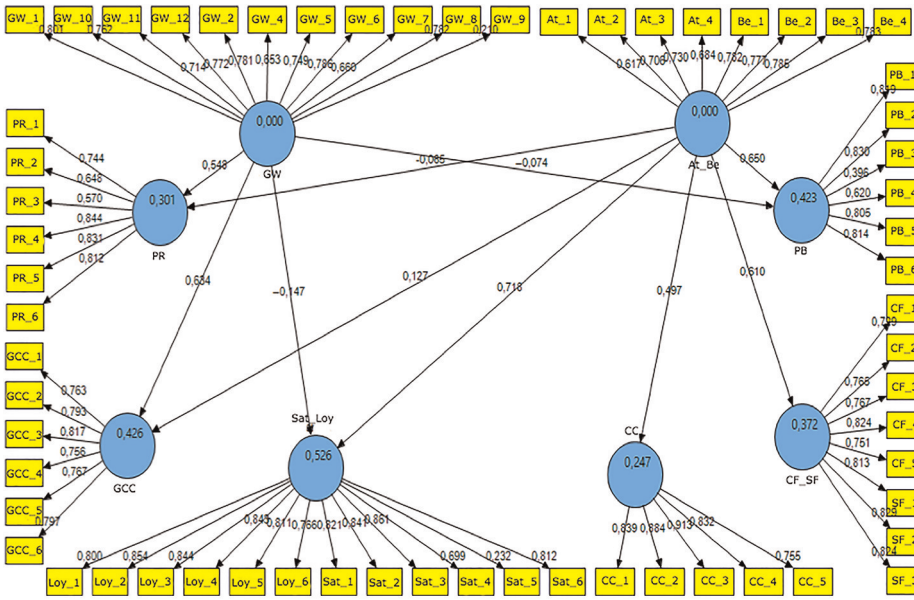 GW_1 GW_10 GW_11 GW_12 GW_2 GW_4 GW_5 GW_6 GW_7 GW_8 GW_9
At_1 At_2 At_3 At_4 Be_1 Be_2 Be_3 Be_4
0,801 0,762 0,782 0,210
0,783
0,714 0,772 0,781 0,853 0,749 0,786 0,660
0,617 0,706 0,730 0,684 0,782 0,777 0,785
PB_1
PB_2
PB_3
PB_4
PB_5
PB_6
0,830
0,396
0,620
0,805
0,814
PR_1
PR_2
PR_3
PR_4
PR_5
PR_6
0,744
0,648
0,570
0,844
0,831
0,812
0,000
GW
0,000
At_Be
0,301
PR
0,423
PB
0,548
-0,085
-0,074
0,650
0,634
-0,147
0,127
0,718
0,497
0,610
GCC_1
GCC_2
GCC_3
GCC_4
GCC_5
GCC_6
0,763
0,793
0,817
0,756
0,767
0,797
0,426
GCC
Sat_Loy
0,526
CC
0,247
0,372
CF_SF
CF_1
CF_2
0,768
0,767
0,824
0,751
0,813
0,829
0,824
SF_2
0,800 0,854 0,844 0,845 0,811 0,766 0,821 0,841 0,861 0,699 0,232 0,812
0,839 0,884 0,913 0,832 0,755
Loy_1 Loy_2 Loy_3 Loy_4 Loy_5 Loy_6 Sat_1 Sat_2 Sat_3 Sat_4 Sat_5 Sat_6
CC_1 CC_2 CC_3 CC_4 CC_5